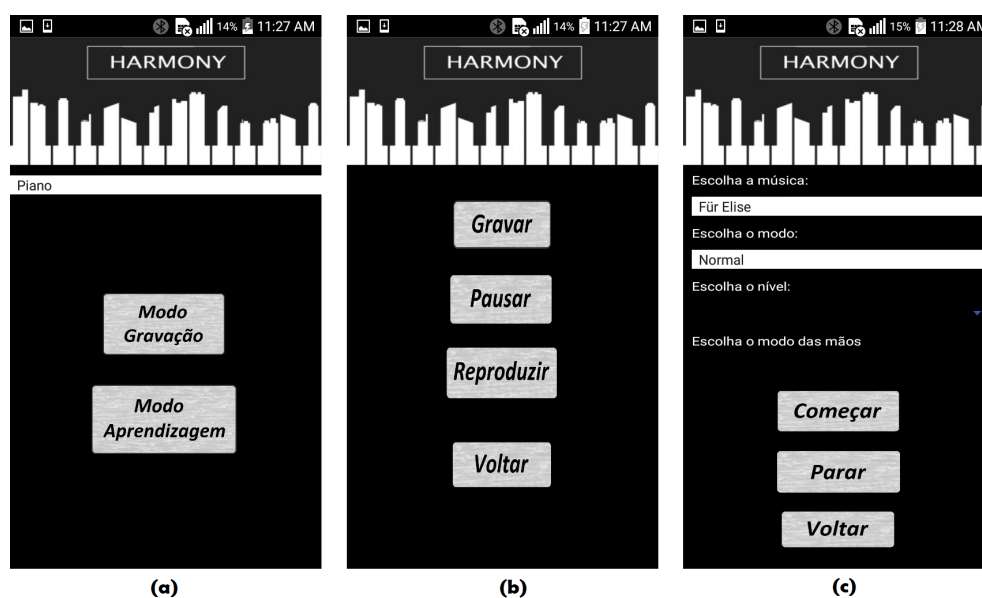 14% 11:27 AM
HARMONY
Piano
Modo
Gravação
Modo
Aprendizagem
(a)
14% 11:27 AM
HARMONY
Gravar
Pausar
Reproduzir
Voltar
(b)
15% 11:28 AM
HARMONY
Escolha a música:
Für Elise
Escolha o modo:
Normal
Escolha o nível:
Escolha o modo das mãos
Começar
Parar
Voltar
(c)